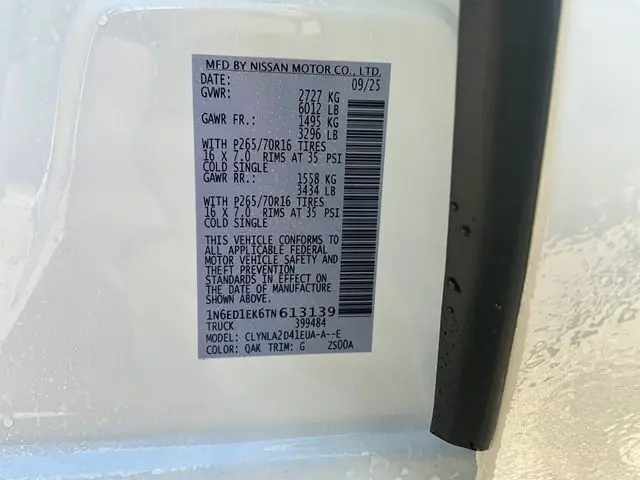 MFD BY NISSAN MOTOR CO., LTD.
DATE: 09/25
GVWR: 2727 KG
6012 LB
GAWR FR.: 1495 KG
3296 LB
WITH P265/70R16 TIRES
16 X 7.0 RIMS AT 35 PSI
COLD SINGLE
GAWR RR.: 1558 KG
3434 LB
WITH P265/70R16 TIRES
16 X 7.0 RIMS AT 35 PSI
COLD SINGLE
THIS VEHICLE CONFORMS TO
ALL APPLICABLE FEDERAL
MOTOR VEHICLE SAFETY AND
THEFT PREVENTION
STANDARDS IN EFFECT ON
THE DATE OF MANUFACTURE
SHOWN ABOVE.
1N6ED1EK6TN613139
TRUCK 399484
MODEL: CLYNLA2D41EUA-A--E
COLOR: QAK TRIM: G ZS00A